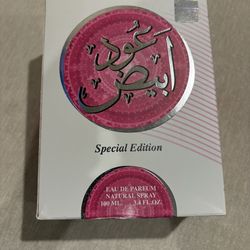 عود
ابيض
Special Edition
EAU DE PARFUM
NATURAL SPRAY
100 ML. 3.4 FL.OZ.